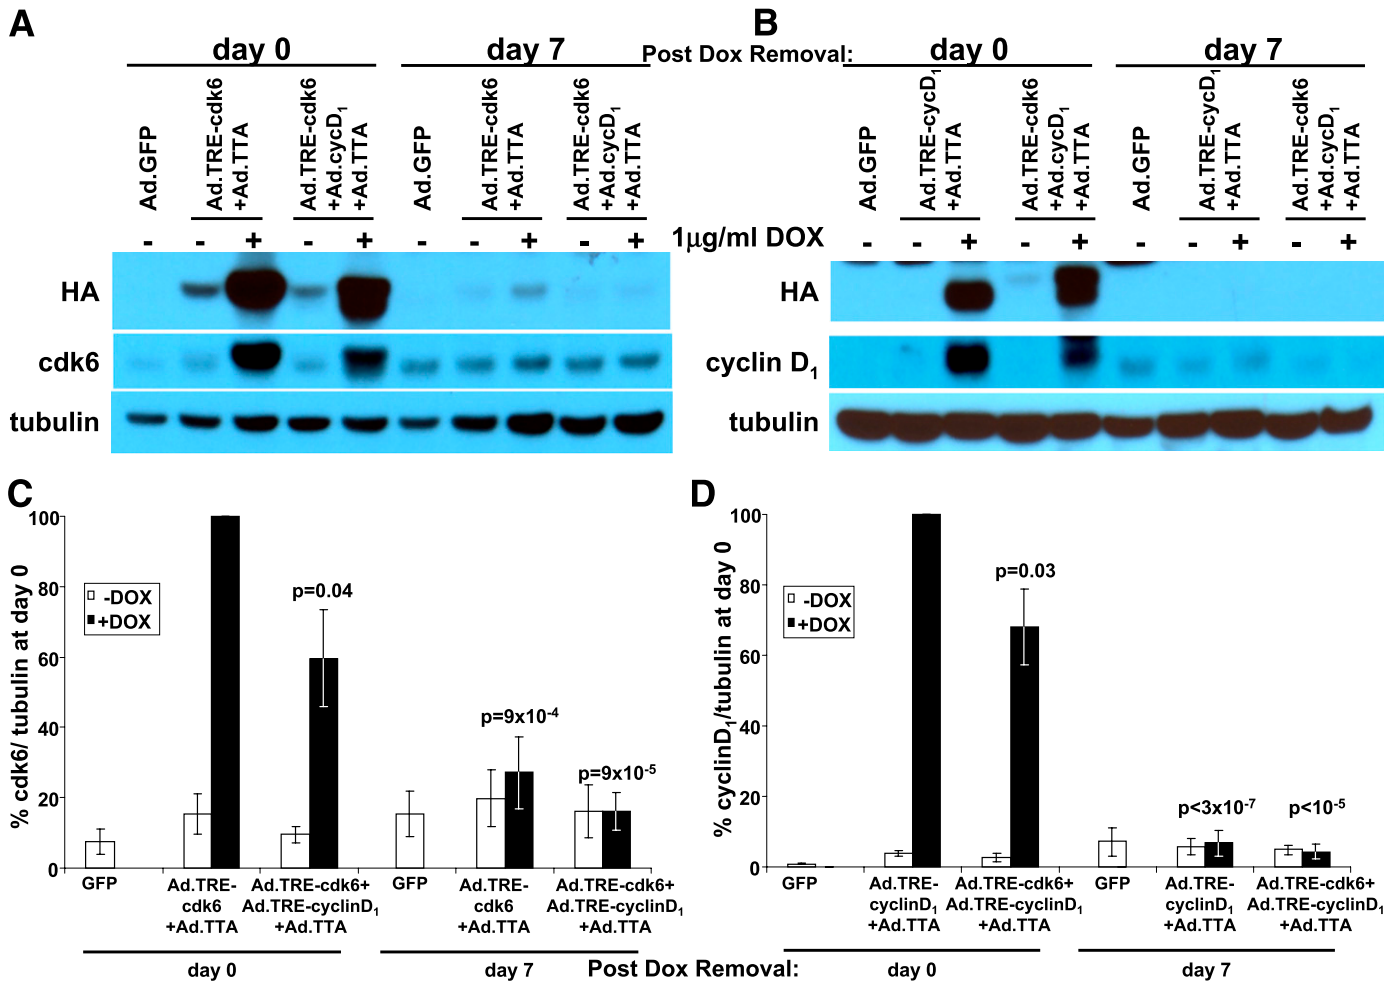 A
day 0
day 7
Ad.GFP
Ad.TRE-cdk6
+Ad.TTA
Ad.TRE-cdk6
+Ad.cycD1
+Ad.TTA
Ad.GFP
Ad.TRE-cdk6
+Ad.TTA
Ad.TRE-cdk6
+Ad.cycD1
+Ad.TTA
- - + - + - - + - +
HA
cdk6
tubulin
Post Dox Removal:
1μg/ml DOX
B
day 0
day 7
Ad.GFP
Ad.TRE-cycD1
+Ad.TTA
Ad.TRE-cdk6
+Ad.cycD1
+Ad.TTA
Ad.GFP
Ad.TRE-cycD1
+Ad.TTA
Ad.TRE-cdk6
+Ad.cycD1
+Ad.TTA
- - + - + - - + - +
HA
cyclin D1
tubulin
C
% cdk6/ tubulin at day 0
100
80
60
40
20
0
-DOX
+DOX
p=0.04
p=9x10-4
p=9x10-5
GFP
Ad.TRE-
cdk6
+Ad.TTA
Ad.TRE-cdk6+
Ad.TRE-cyclinD1
+Ad.TTA
GFP
Ad.TRE-
cdk6
+Ad.TTA
Ad.TRE-cdk6+
Ad.TRE-cyclinD1
+Ad.TTA
day 0
day 7
Post Dox Removal:
D
% cyclinD1/tubulin at day 0
100
80
60
40
20
0
-DOX
+DOX
p=0.03
p<3x10-7
p<10-5
GFP
Ad.TRE-
cyclinD1
+Ad.TTA
Ad.TRE-cdk6+
Ad.TRE-cyclinD1
+Ad.TTA
GFP
Ad.TRE-
cyclinD1
+Ad.TTA
Ad.TRE-cdk6+
Ad.TRE-cyclinD1
+Ad.TTA
day 0
day 7